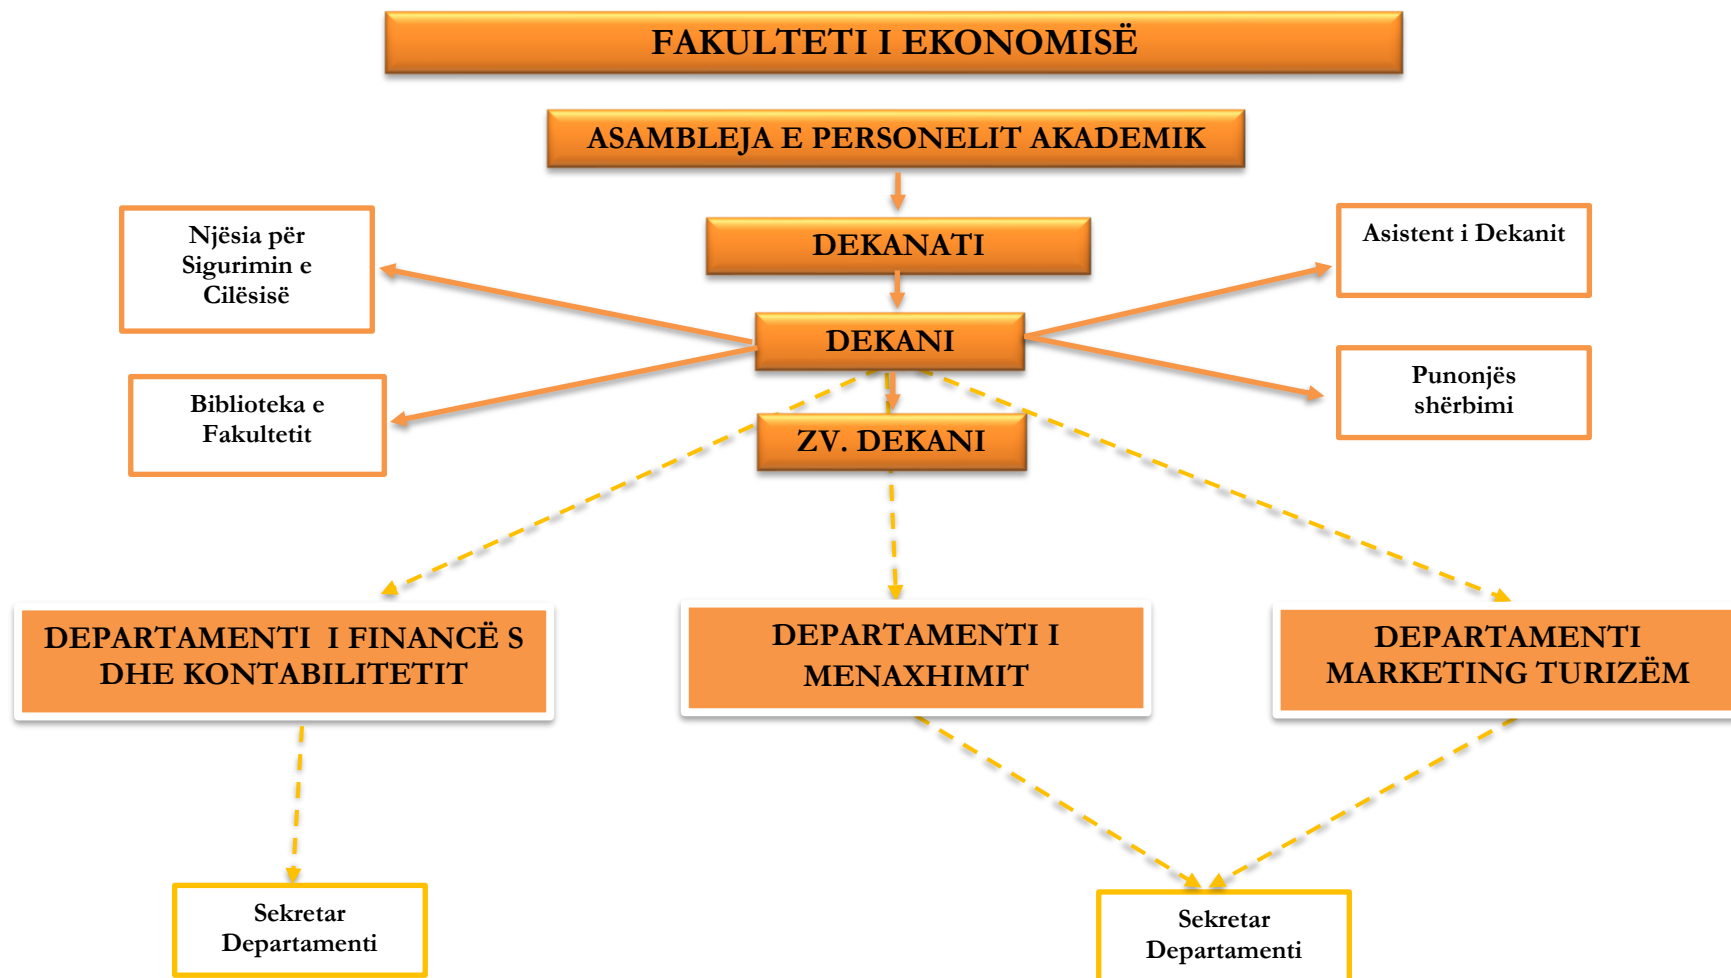 FAKULTETI I EKONOMISË
ASAMBLEJA E PERSONELIT AKADEMIK
DEKANATI
Njësia për
Sigurimin e
Cilësisë
Asistent i Dekanit
DEKANI
Biblioteka e
Fakultetit
Punonjës
shërbimi
ZV. DEKANI
DEPARTAMENTI I FINANCË S
DHE KONTABILITETIT
DEPARTAMENTI I
MENAXHIMIT
DEPARTAMENTI
MARKETING TURIZËM
Sekretar
Departamenti
Sekretar
Departamenti